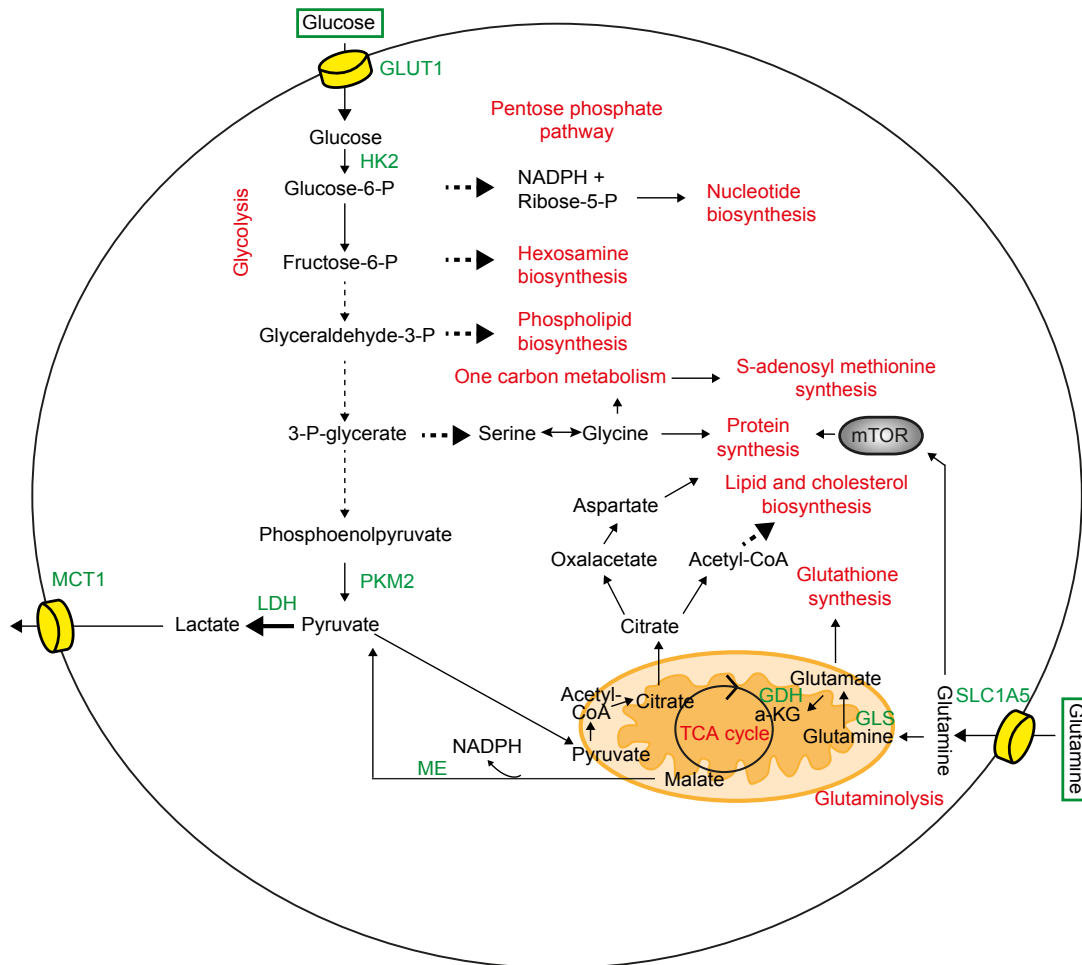 Glucose
GLUT1
Glucose
HK2
Glucose-6-P
Glycolysis
Fructose-6-P
Glyceraldehyde-3-P
3-P-glycerate
Phosphoenolpyruvate
PKM2
Pyruvate
LDH
Lactate
MCT1
Pentose phosphate
pathway
NADPH +
Ribose-5-P
Nucleotide
biosynthesis
Hexosamine
biosynthesis
Phospholipid
biosynthesis
One carbon metabolism
S-adenosyl methionine
synthesis
Serine
Glycine
Protein
synthesis
mTOR
Lipid and cholesterol
biosynthesis
Aspartate
Oxalacetate
Acetyl-CoA
Glutathione
synthesis
Citrate
Acetyl-
CoA
Citrate
Pyruvate
TCA cycle
Malate
GDH
a-KG
Glutamate
GLS
Glutamine
Glutamine
SLC1A5
Glutamine
Glutaminolysis
NADPH
ME